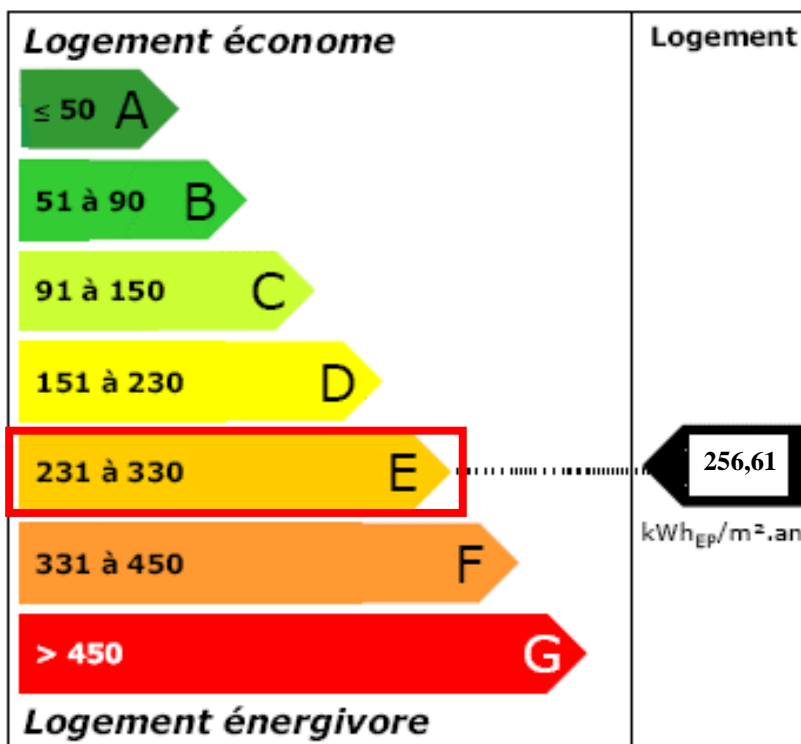 Logement économe
Logement
≤ 50 A
51 à 90 B
91 à 150 C
151 à 230 D
231 à 330 E
256,61
kWhEP/m².an
331 à 450 F
> 450 G
Logement énergivore